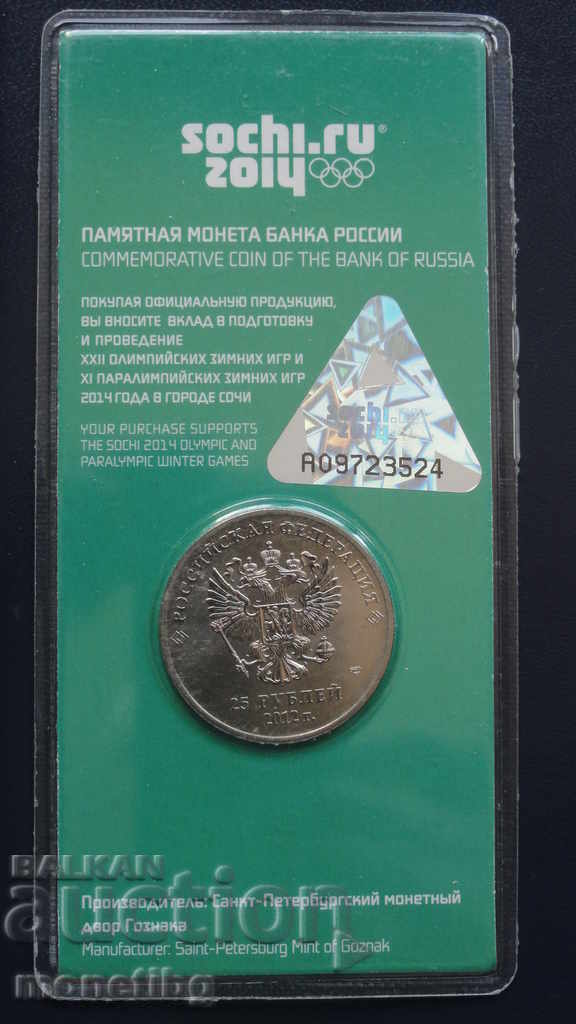 sochi.ru
2014
ПАМЯТНАЯ МОНЕТА БАНКА РОССИИ
COMMEMORATIVE COIN OF THE BANK OF RUSSIA
ПОКУПАЯ ОФИЦИАЛЬНУЮ ПРОДУКЦИЮ,
ВЫ ВНОСИТЕ ВКЛАД В ПОДГОТОВКУ
И ПРОВЕДЕНИЕ
XXII ОЛИМПИЙСКИХ ЗИМНИХ ИГР И
XI ПАРАЛИМПИЙСКИХ ЗИМНИХ ИГР
2014 ГОДА В ГОРОДЕ СОЧИ
YOUR PURCHASE SUPPORTS
THE SOCHI 2014 OLYMPIC AND
PARALYMPIC WINTER GAMES
sochi.ru
2014
A09723524
РОССИЙСКАЯ ФЕДЕРАЦИЯ
25 РУБЛЕЙ
2012 г.
BALKAN
auction
Производитель: Санкт-Петербургский монетный
двор Гознака
Manufacturer: Saint-Petersburg Mint of Goznak
monetibg